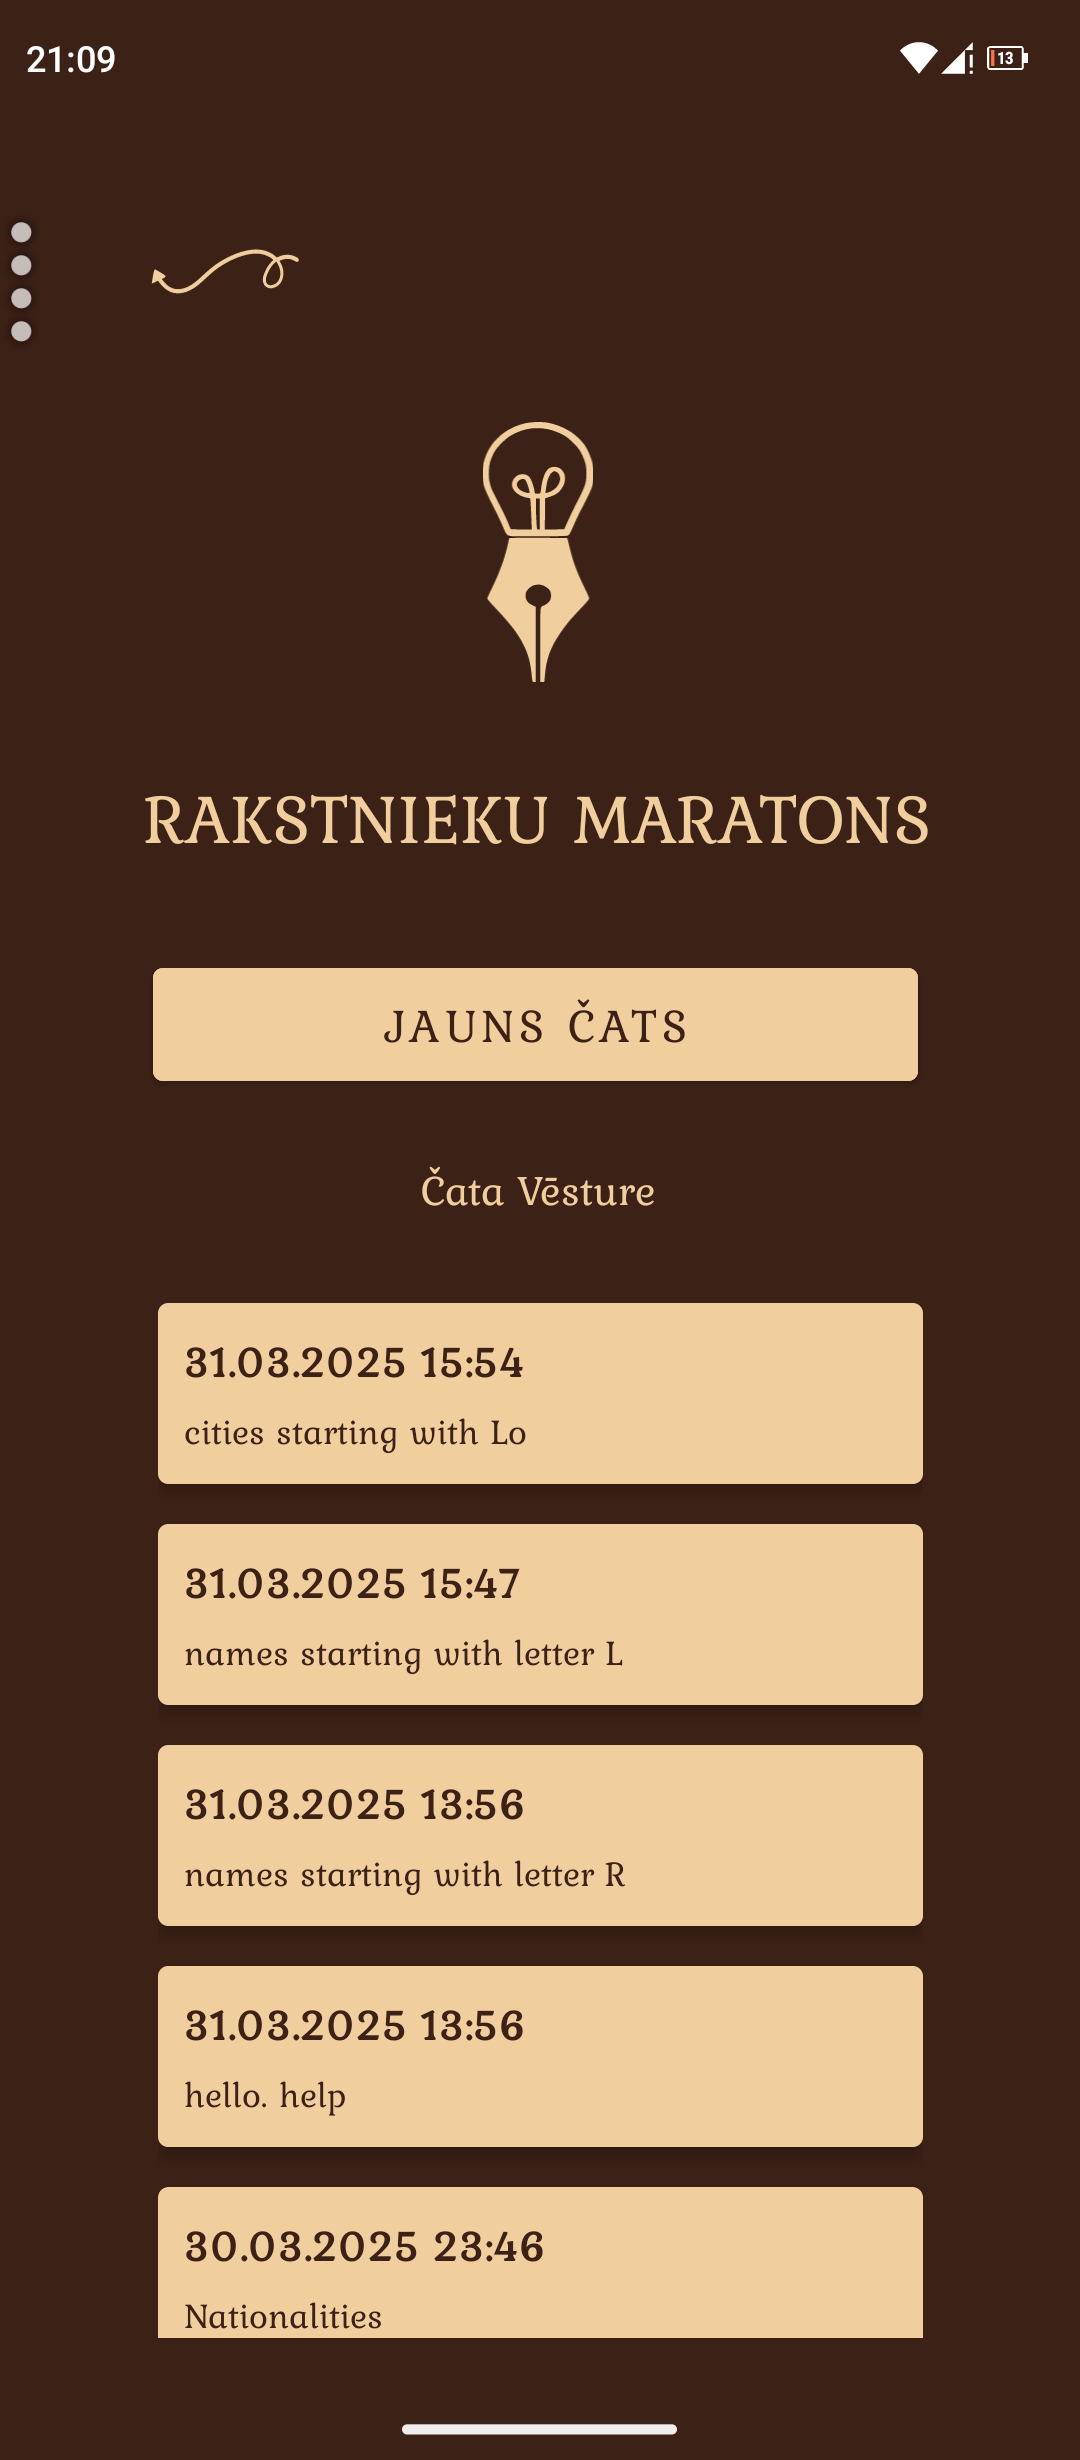 21:09
13
RAKSTNIEKU MARATONS
JAUNS ČATS
Čata Vēsture
31.03.2025 15:54
cities starting with Lo
31.03.2025 15:47
names starting with letter L
31.03.2025 13:56
names starting with letter R
31.03.2025 13:56
hello. help
30.03.2025 23:46
Nationalities